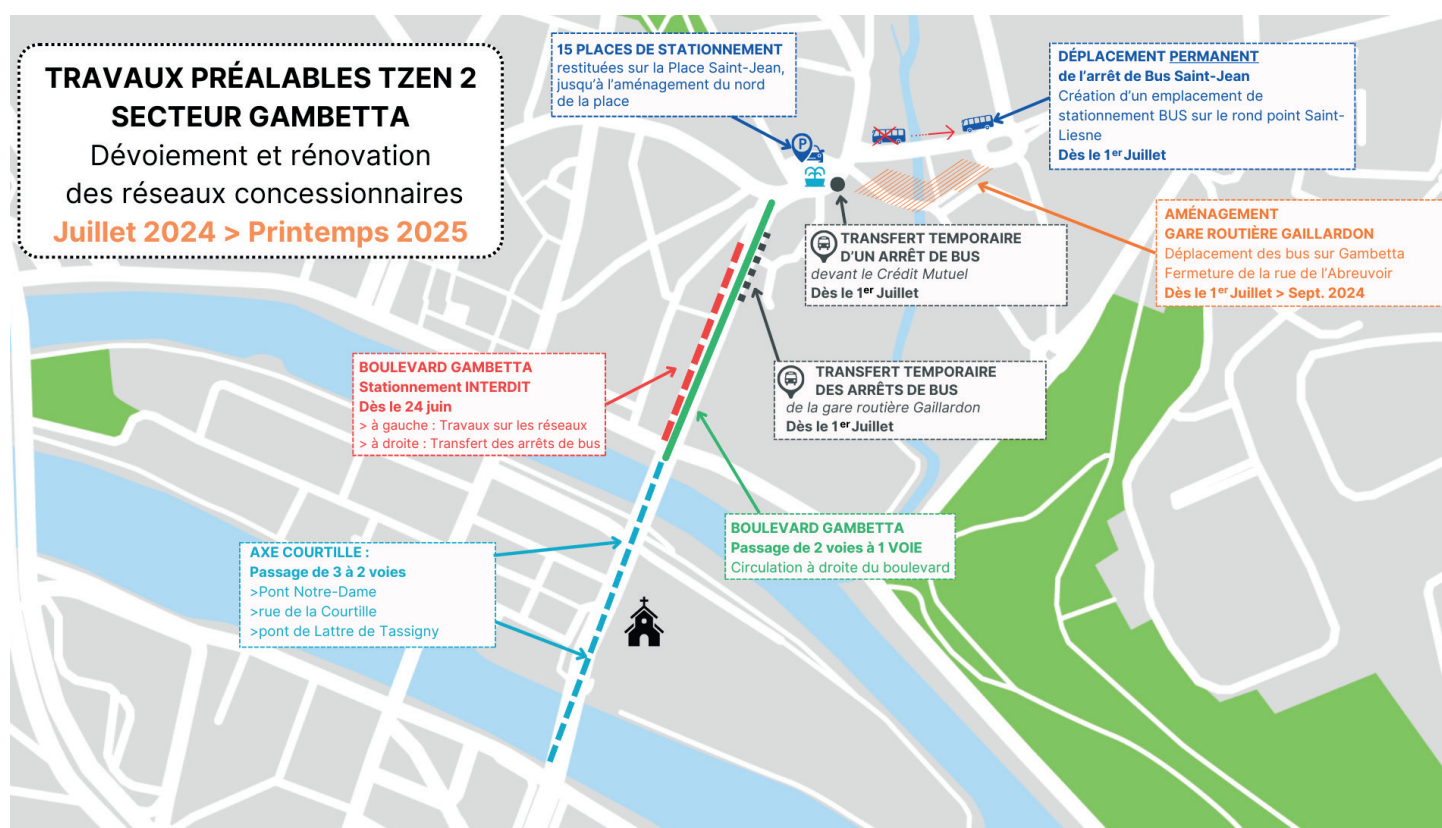 TRAVAUX PRÉALABLES TZEN 2
SECTEUR GAMBETTA
Dévoiement et rénovation
des réseaux concessionnaires
Juillet 2024 > Printemps 2025
15 PLACES DE STATIONNEMENT
restituées sur la Place Saint-Jean,
jusqu'à l'aménagement du nord
de la place
DÉPLACEMENT PERMANENT
de l'arrêt de Bus Saint-Jean
Création d'un emplacement de
stationnement BUS sur le rond point Saint-
Liesne
Dès le 1er Juillet
P
AMÉNAGEMENT
GARE ROUTIÈRE GAILLARDON
Déplacement des bus sur Gambetta
Fermeture de la rue de l'Abreuvoir
Dès le 1er Juillet > Sept. 2024
TRANSFERT TEMPORAIRE
D'UN ARRÊT DE BUS
devant le Crédit Mutuel
Dès le 1er Juillet
BOULEVARD GAMBETTA
Stationnement INTERDIT
Dès le 24 juin
> à gauche : Travaux sur les réseaux
> à droite : Transfert des arrêts de bus
TRANSFERT TEMPORAIRE
DES ARRÊTS DE BUS
de la gare routière Gaillardon
Dès le 1er Juillet
BOULEVARD GAMBETTA
Passage de 2 voies à 1 VOIE
Circulation à droite du boulevard
AXE COURTILLE :
Passage de 3 à 2 voies
>Pont Notre-Dame
>rue de la Courtille
>pont de Lattre de Tassigny